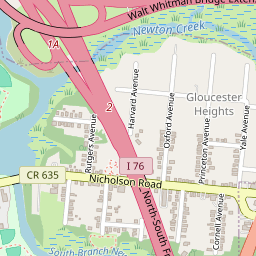 Walt Whitman Bridge Exten
Newton Creek
1A
2
Harvard Avenue
Gloucester
Heights
Oxford Avenue
Rutgers Avenue
Princeton Avenue
Yale Avenue
I 76
CR 635
Nicholson Road
North-South Fr
Cornell Avenue
South Branch Ne